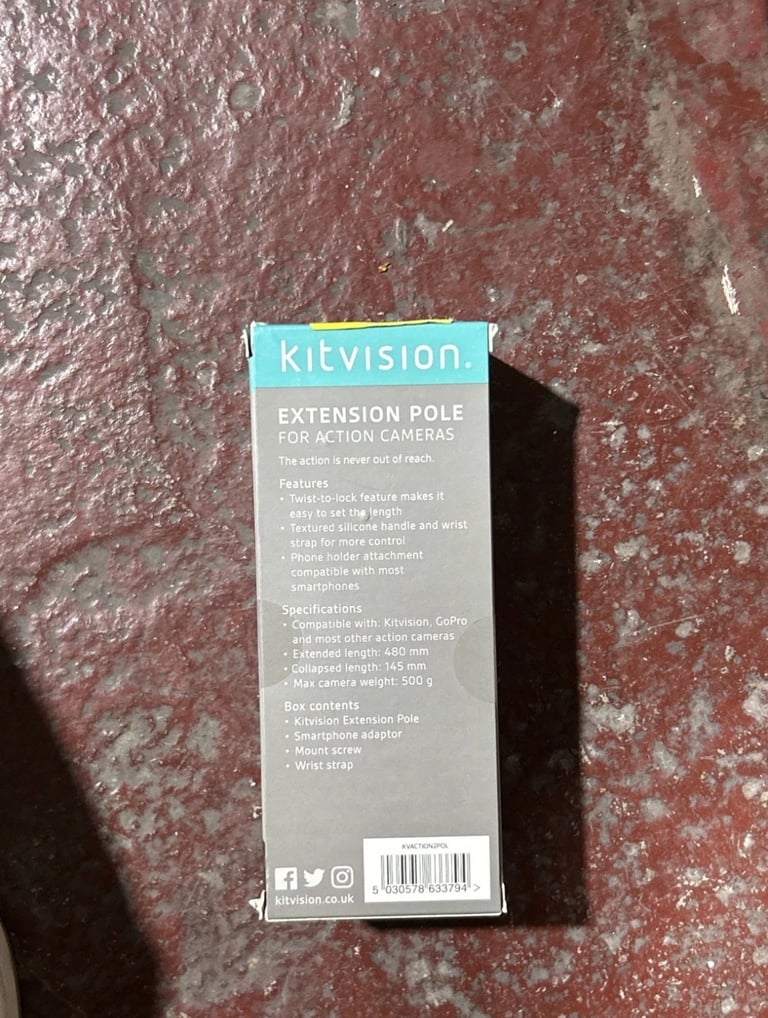 kitvision.
EXTENSION POLE
FOR ACTION CAMERAS
The action is never out of reach.
Features
• Twist-to-lock feature makes it
easy to set the length
• Textured silicone handle and wrist
strap for more control
• Phone holder attachment
compatible with most
smartphones
Specifications
• Compatible with: Kitvision, GoPro
and most other action cameras
• Extended length: 480 mm
• Collapsed length: 145 mm
• Max camera weight: 500 g
Box contents
• Kitvision Extension Pole
• Smartphone adaptor
• Mount screw
• Wrist strap
KVACTION2POL
5 030578 633794 >
kitvision.co.uk